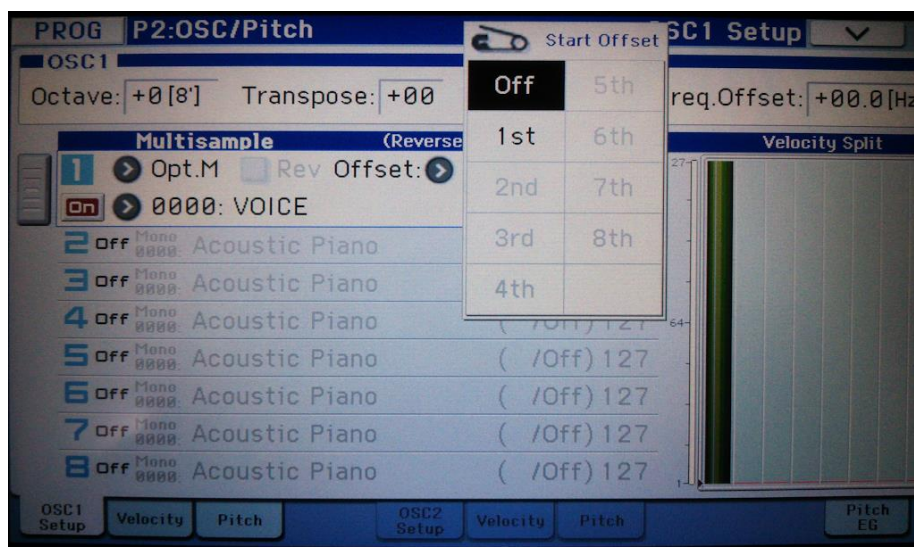 PROG P2:OSC/Pitch SC1 Setup
Start Offset
OSC1
Octave: +0[8'] Transpose: +00 req.Offset: +00.0[Hz
Off 5th
1st 6th
2nd 7th
3rd 8th
4th
Multisample (Reverse Velocity Split
1 Opt.M Rev Offset:
On 0000: VOICE
27
2 Off Mono 0000: Acoustic Piano
3 Off Mono 0000: Acoustic Piano
4 Off Mono 0000: Acoustic Piano ( /Off) 127 64
5 Off Mono 0000: Acoustic Piano ( /Off) 127
6 Off Mono 0000: Acoustic Piano ( /Off) 127
7 Off Mono 0000: Acoustic Piano ( /Off) 127
8 Off Mono 0000: Acoustic Piano ( /Off) 127 1
OSC1 Setup Velocity Pitch OSC2 Setup Velocity Pitch Pitch EG